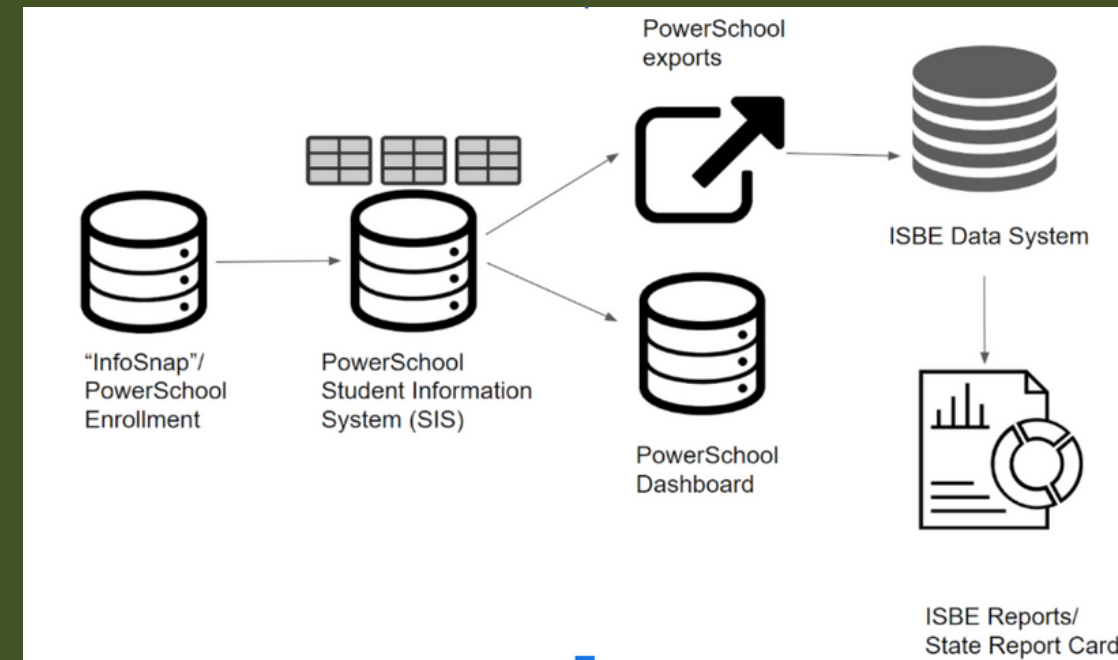 PowerSchool
exports
ISBE Data System
“InfoSnap”/
PowerSchool
Enrollment
PowerSchool
Student Information
System (SIS)
PowerSchool
Dashboard
ISBE Reports/
State Report Card